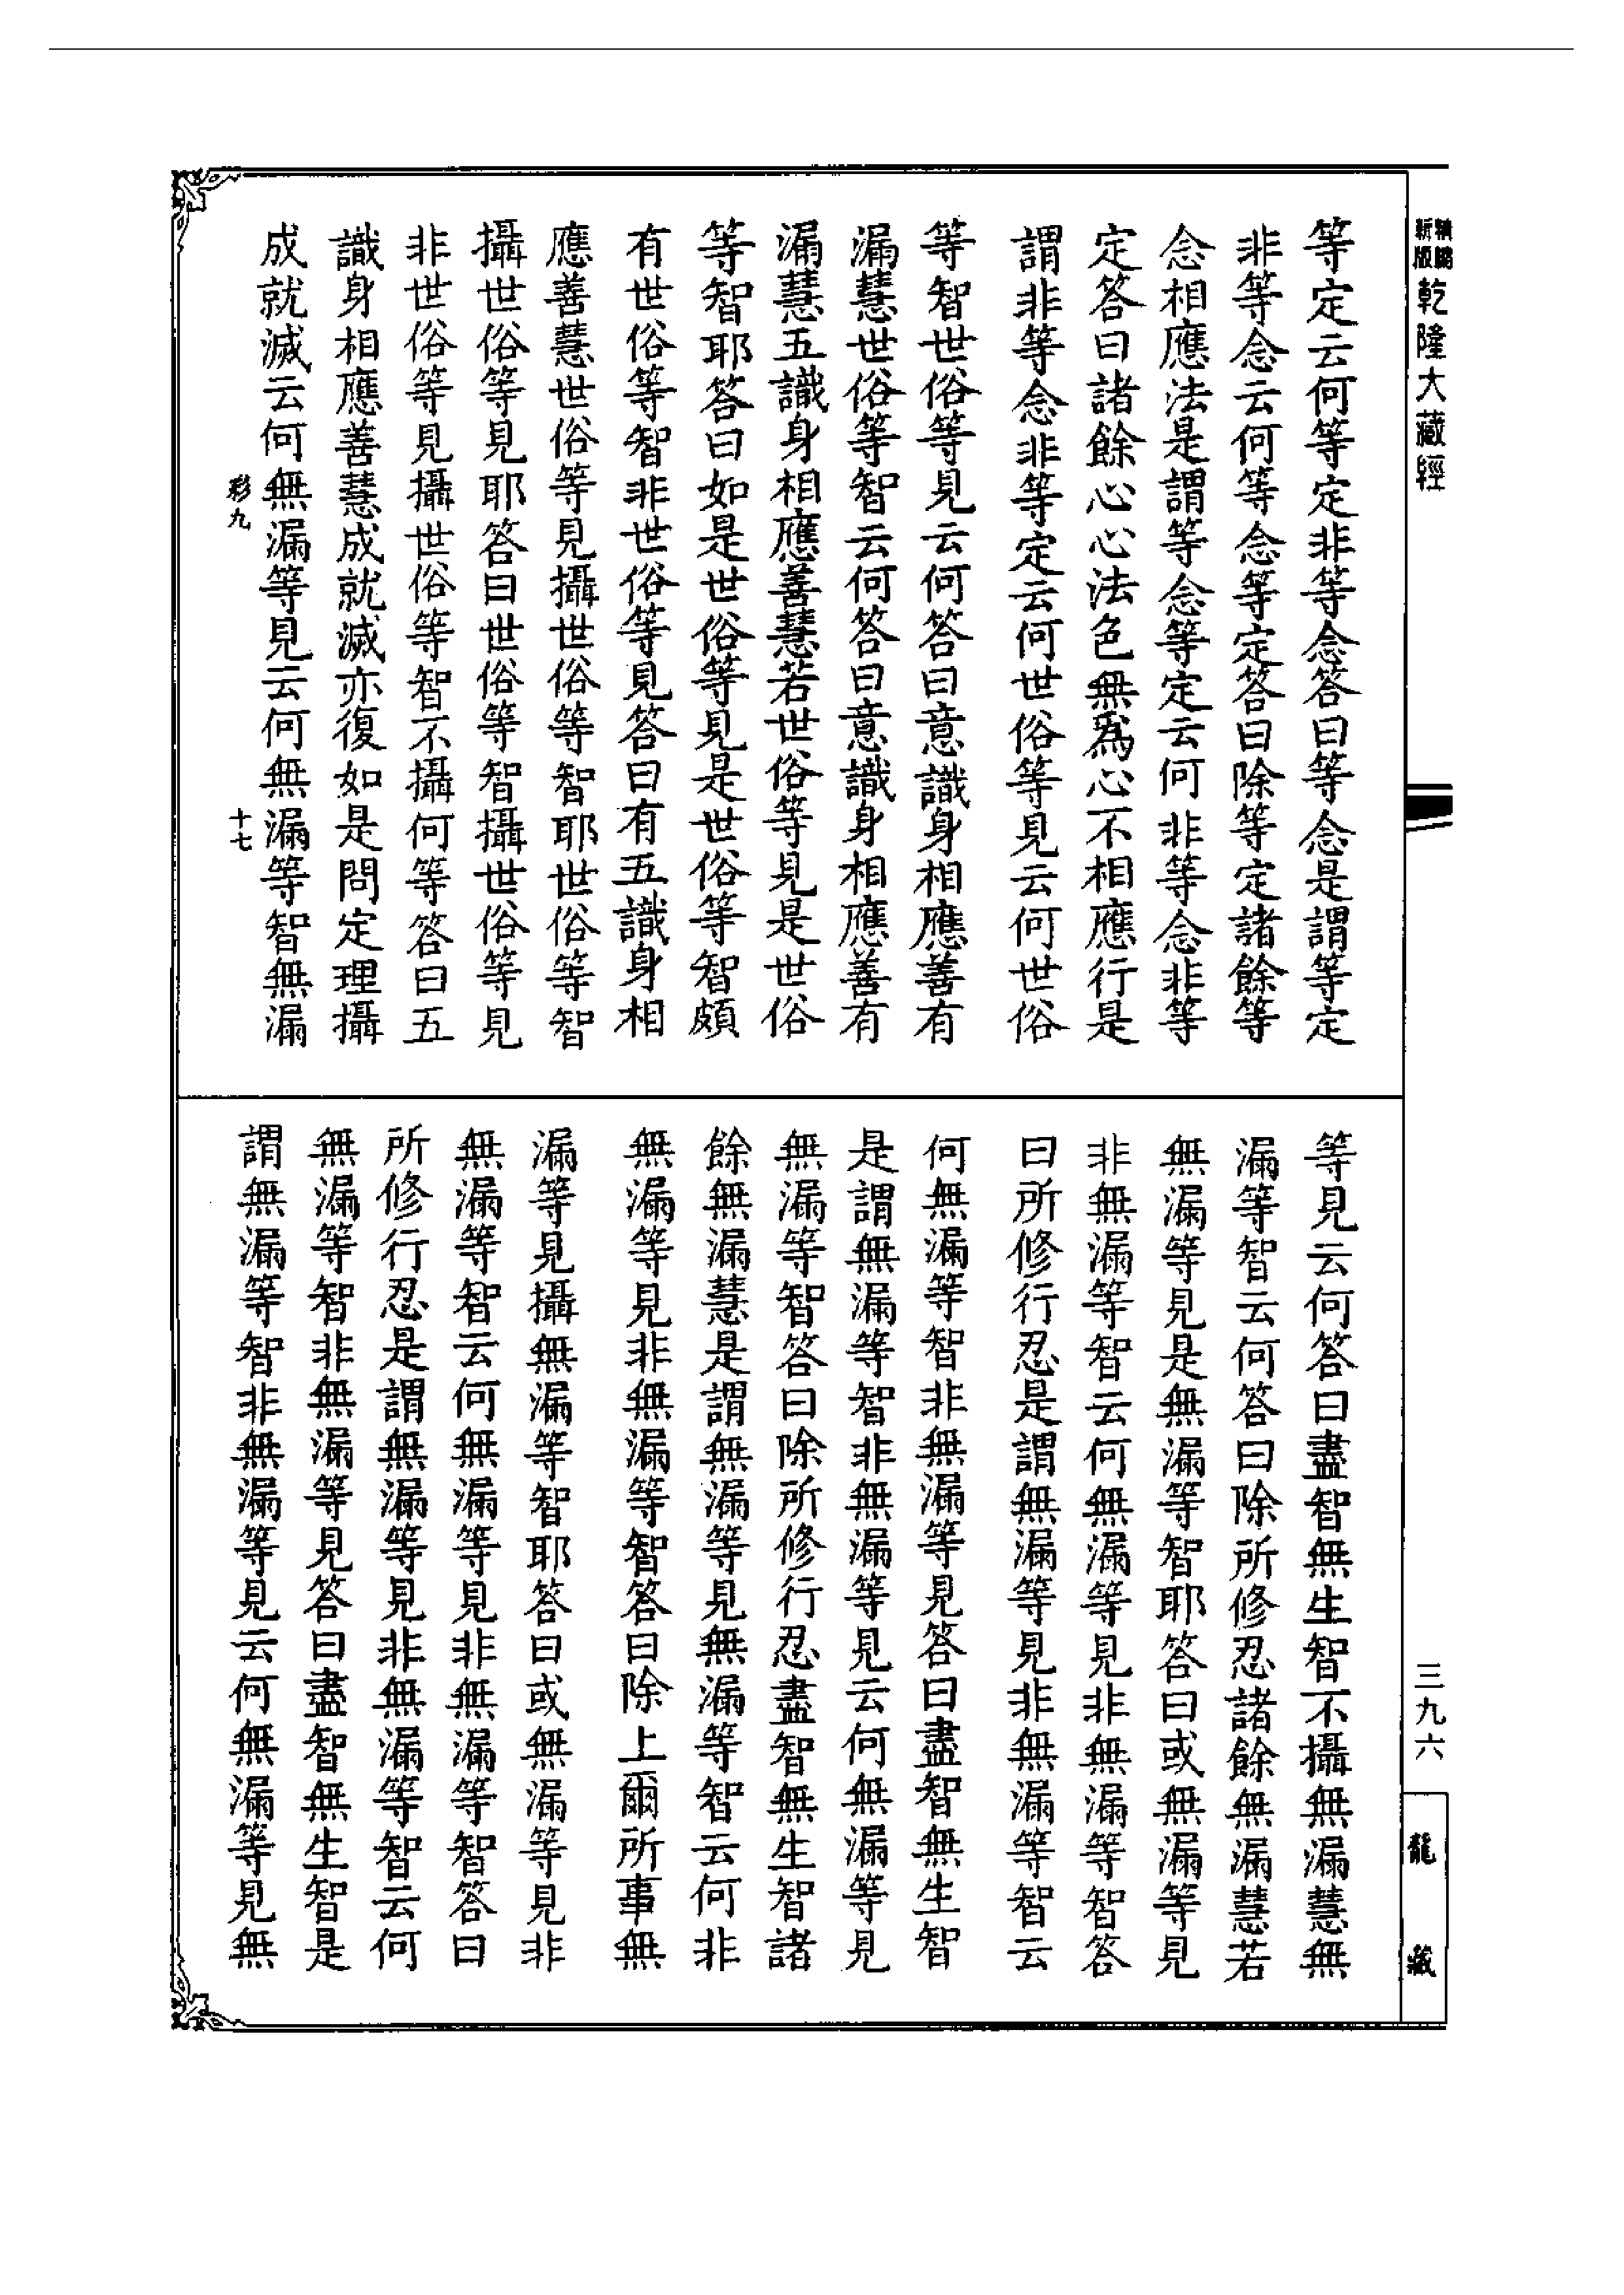 新版
精縮
乾隆大藏經
等定云何等定非等念答曰等念是謂等定
非等念云何等念等定答曰除等定諸餘等
念相應法是謂等念等定云何非等念非等
定答曰諸餘心心法色無爲心不相應行是
謂非等念非等定云何世俗等見云何世俗
等智世俗等見云何答曰意識身相應善有
漏慧世俗等智云何答曰意識身相應善有
漏慧五識身相應善慧若世俗等見是世俗
等智耶答曰如是世俗等見是世俗等智頗
有世俗等智非世俗等見答曰有五識身相
應善慧世俗等見攝世俗等智耶世俗等智
攝世俗等見耶答曰世俗等智攝世俗等見
非世俗等見攝世俗等智不攝何等答曰五
識身相應善慧成就滅亦復如是問定理攝
成就滅云何無漏等見云何無漏等智無漏
彩九
十七
等見云何答曰盡智無生智不攝無漏慧無
漏等智云何答曰除所修忍諸餘無漏慧若
無漏等見是無漏等智耶答曰或無漏等見
非無漏等智云何無漏等見非無漏等智答
曰所修行忍是謂無漏等見非無漏等智云
何無漏等智非無漏等見答曰盡智無生智
是謂無漏等智非無漏等見云何無漏等見
無漏等智答曰除所修行忍盡智無生智諸
餘無漏慧是謂無漏等見無漏等智云何非
無漏等見非無漏等智答曰除上爾所事無
漏等見攝無漏等智耶答曰或無漏等見非
無漏等智云何無漏等見非無漏等智答曰
所修行忍是謂無漏等見非無漏等智云何
無漏等智非無漏等見答曰盡智無生智是
謂無漏等智非無漏等見云何無漏等見無
三九六
龍藏